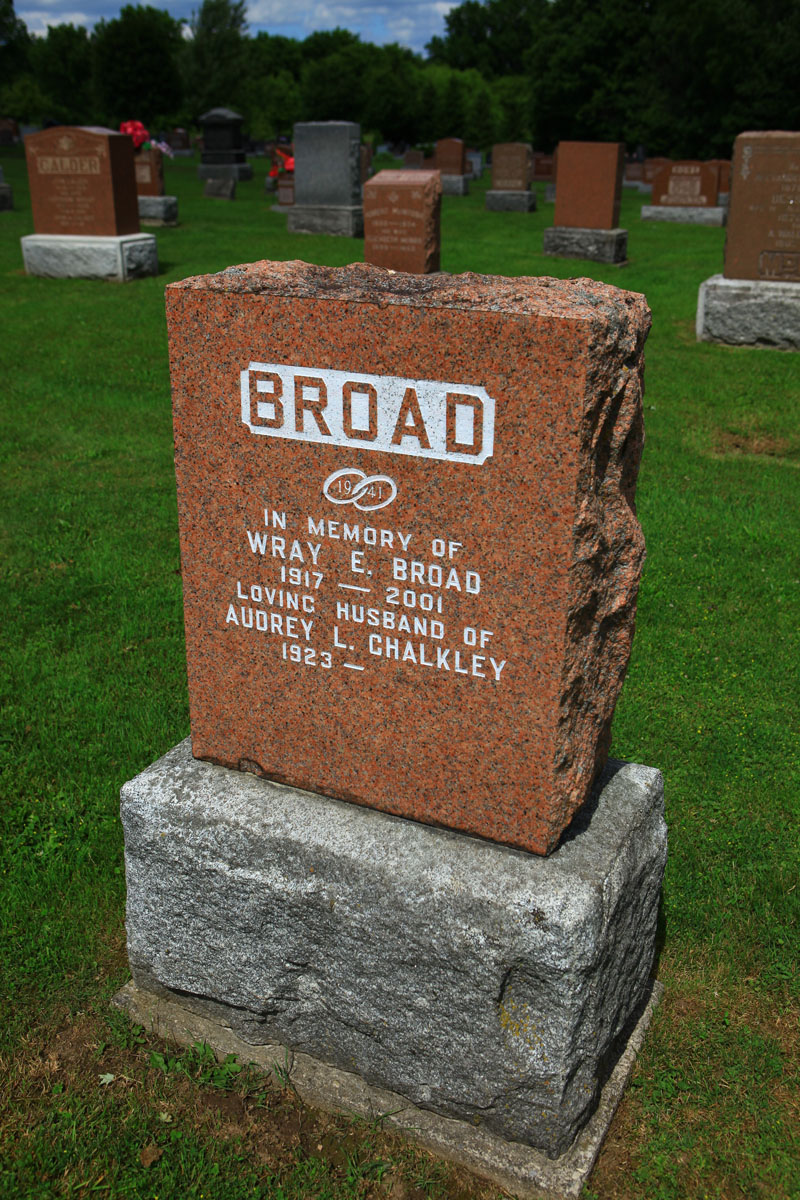 BROAD
1941
IN MEMORY OF
WRAY E. BROAD
1917 — 2001
LOVING HUSBAND OF
AUDREY L. CHALKLEY
1923 —
CALDER